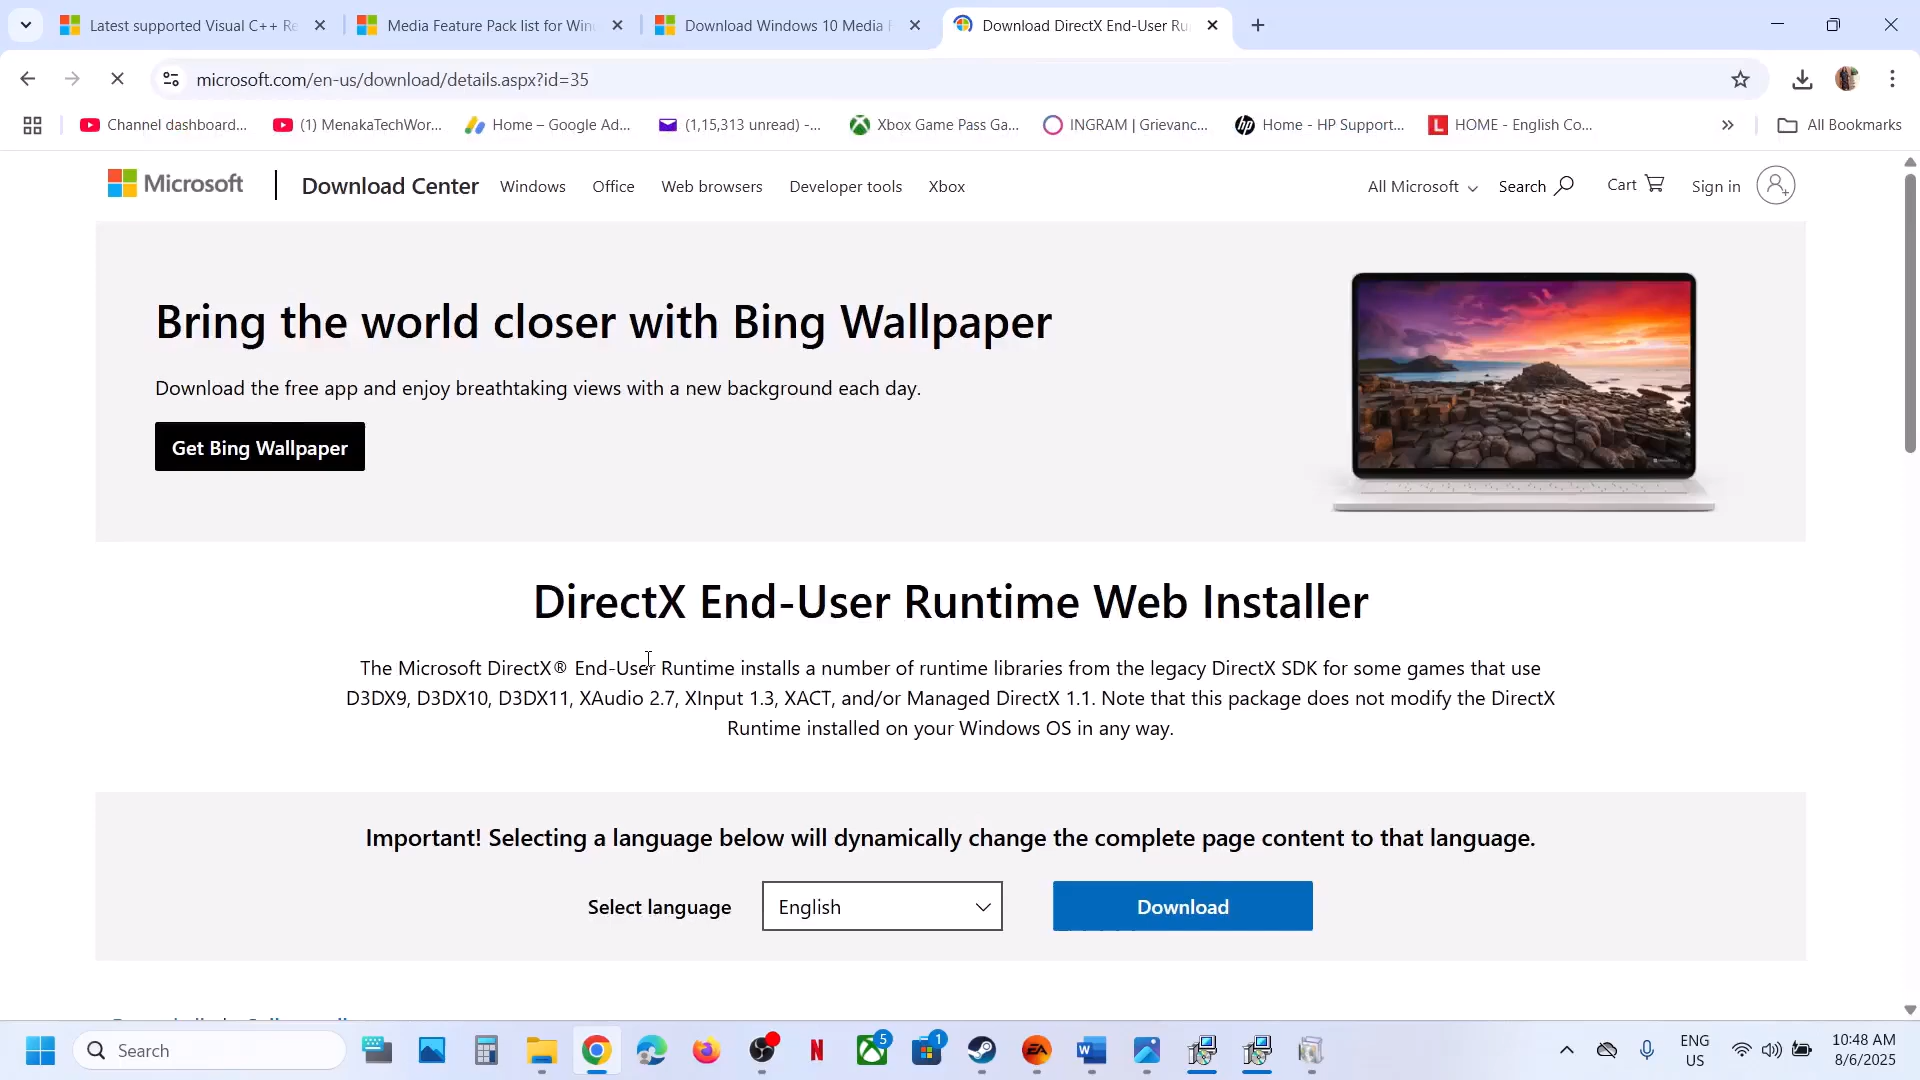 Latest supported Visual C++ Re
Media Feature Pack list for Win
Download Windows 10 Media F
Download DirectX End-User Ru
microsoft.com/en-us/download/details.aspx?id=35
Channel dashboard...
(1) MenakaTechWor...
Home – Google Ad...
(1,15,313 unread) -...
Xbox Game Pass Ga...
INGRAM | Grievanc...
Home - HP Support...
HOME - English Co...
All Bookmarks
Microsoft
Download Center
Windows
Office
Web browsers
Developer tools
Xbox
All Microsoft
Search
Cart
Sign in
Bring the world closer with Bing Wallpaper
Download the free app and enjoy breathtaking views with a new background each day.
Get Bing Wallpaper
DirectX End-User Runtime Web Installer
The Microsoft DirectX® End-User Runtime installs a number of runtime libraries from the legacy DirectX SDK for some games that use
D3DX9, D3DX10, D3DX11, XAudio 2.7, XInput 1.3, XACT, and/or Managed DirectX 1.1. Note that this package does not modify the DirectX
Runtime installed on your Windows OS in any way.
Important! Selecting a language below will dynamically change the complete page content to that language.
Select language
English
Download
Search
5
1
ENG
US
10:48 AM
8/6/2025